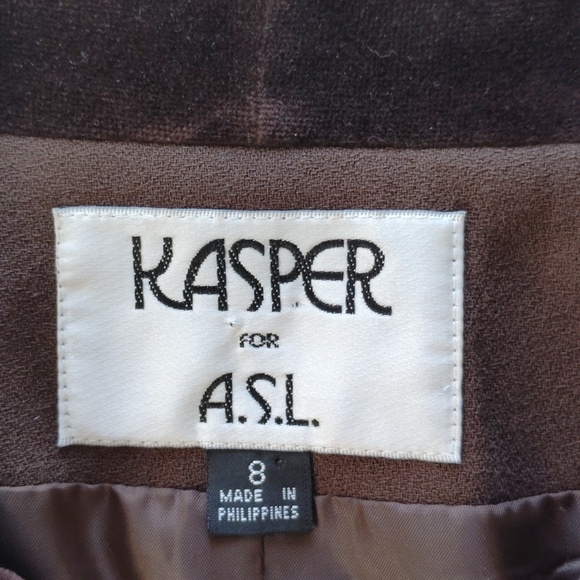 KASPER
FOR
A.S.L.
8
MADE IN
PHILIPPINES